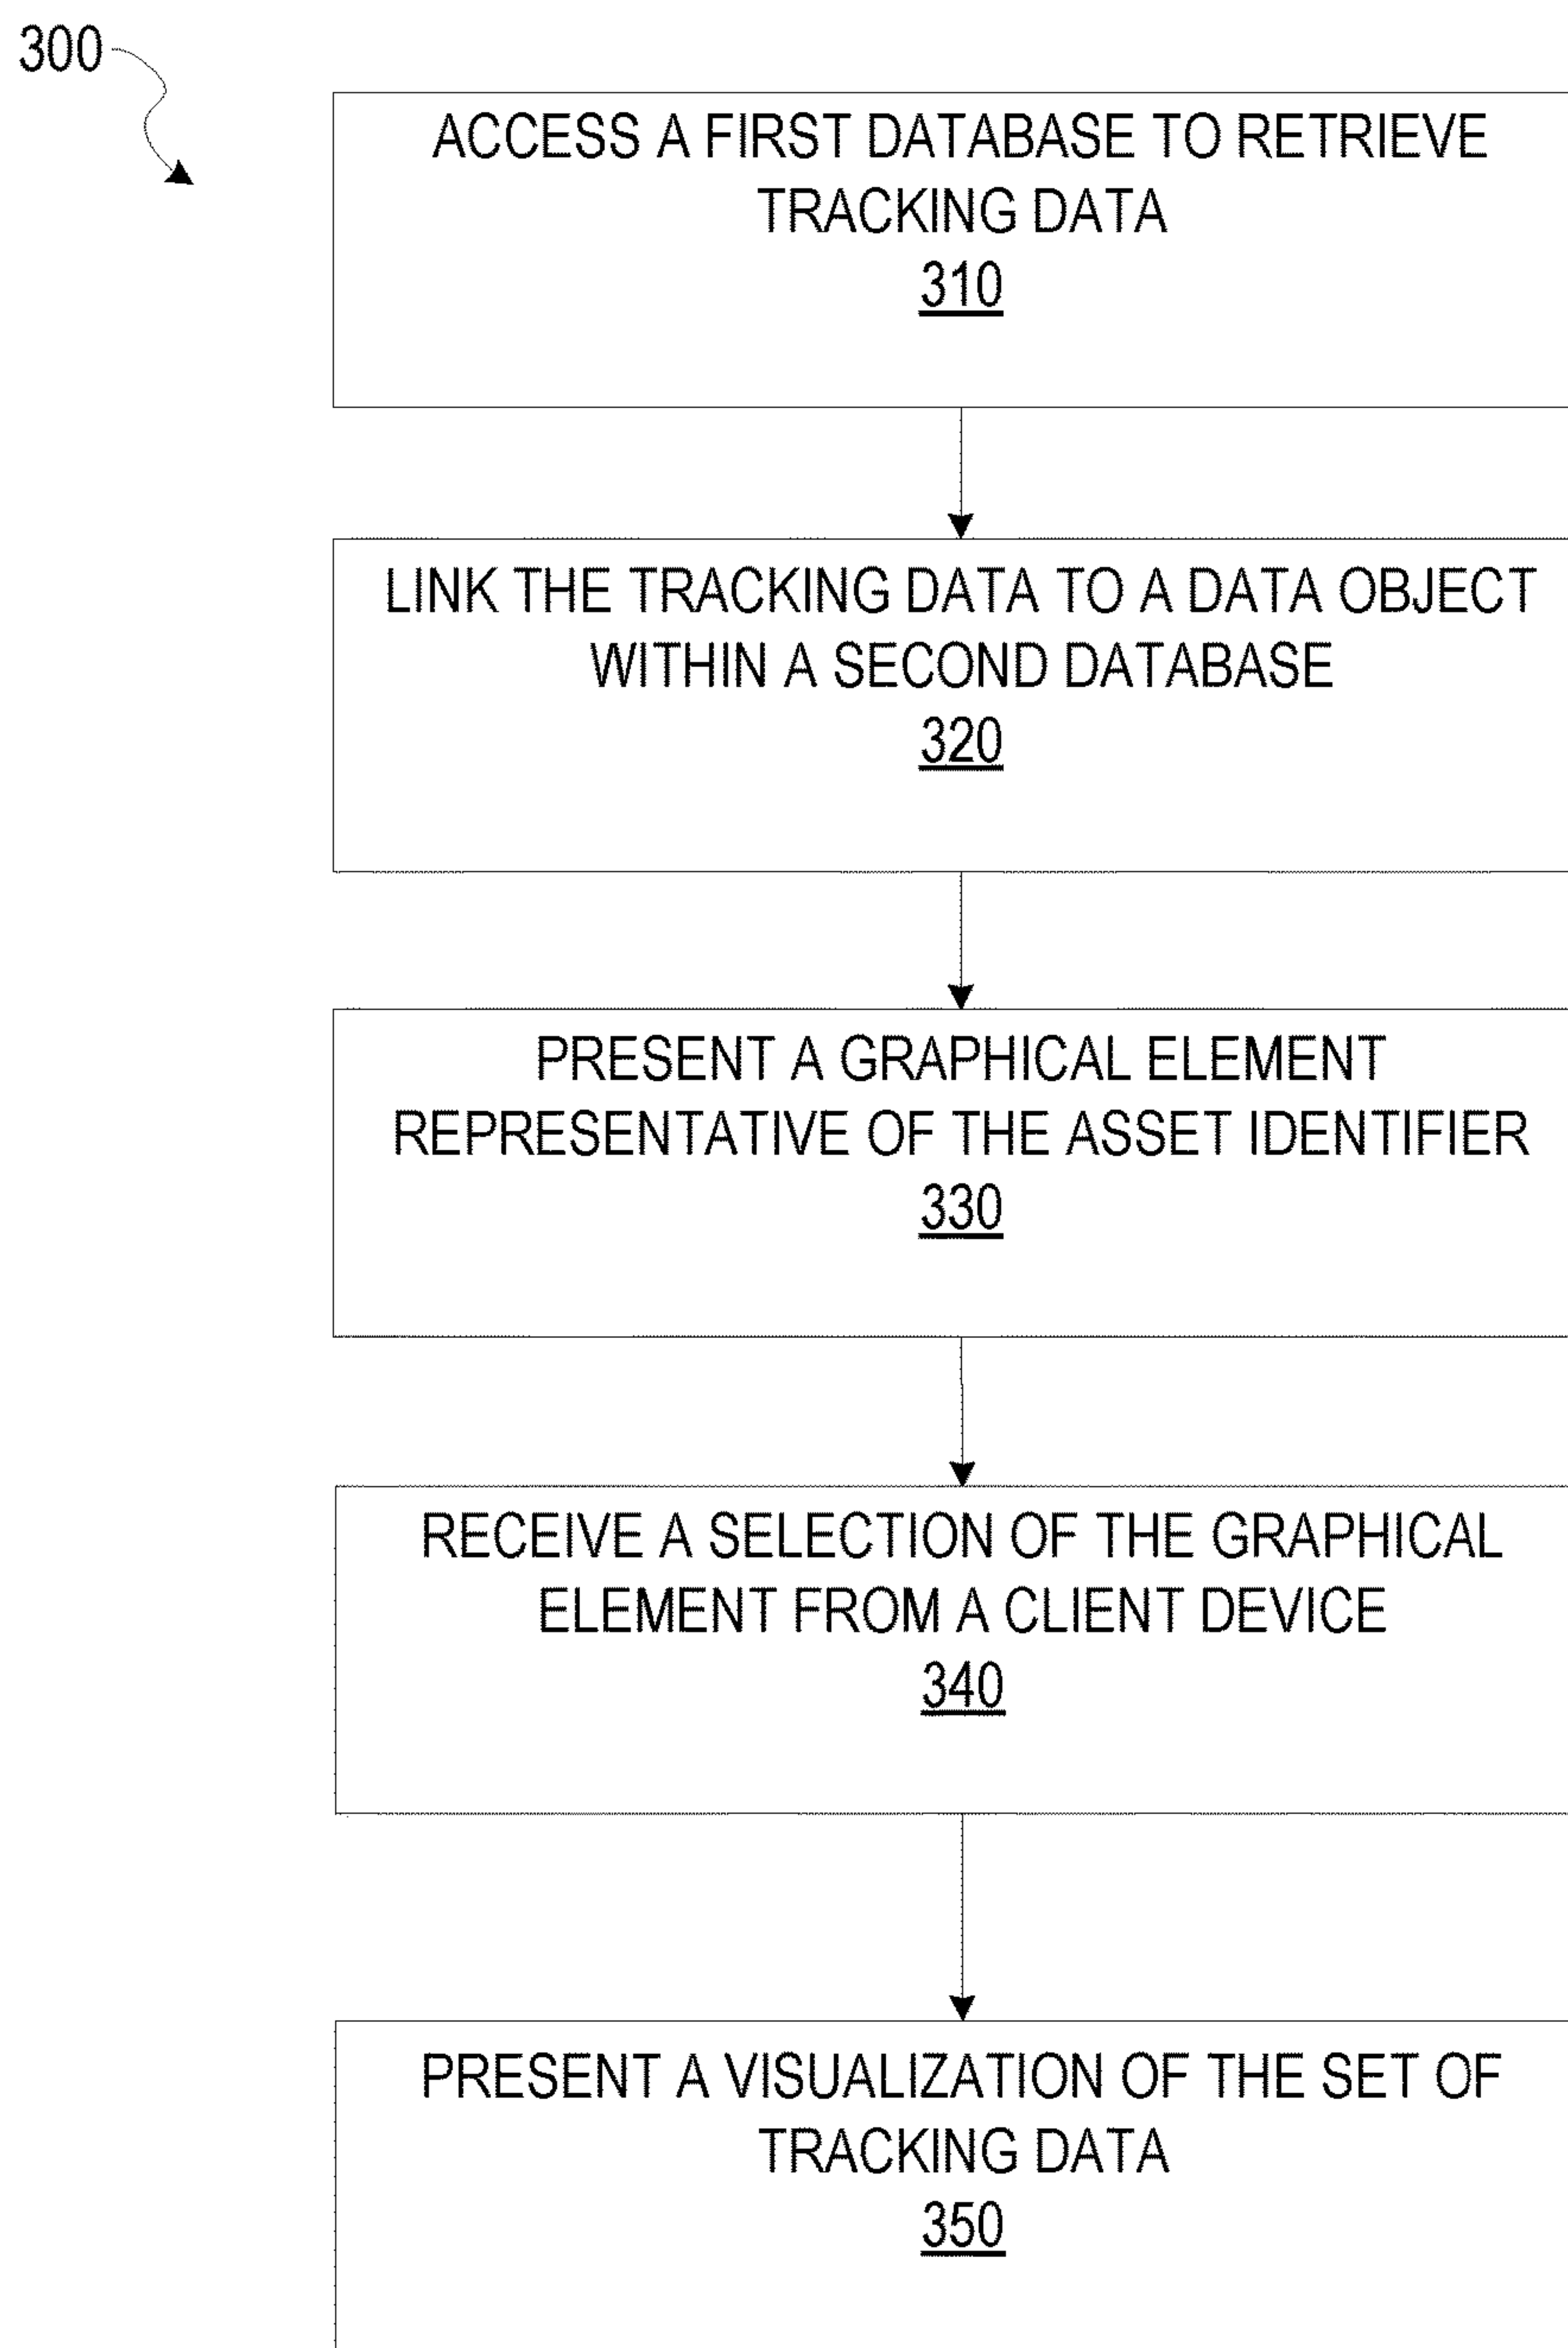 300
ACCESS A FIRST DATABASE TO RETRIEVE
TRACKING DATA
310
LINK THE TRACKING DATA TO A DATA OBJECT
WITHIN A SECOND DATABASE
320
PRESENT A GRAPHICAL ELEMENT
REPRESENTATIVE OF THE ASSET IDENTIFIER
330
RECEIVE A SELECTION OF THE GRAPHICAL
ELEMENT FROM A CLIENT DEVICE
340
PRESENT A VISUALIZATION OF THE SET OF
TRACKING DATA
350